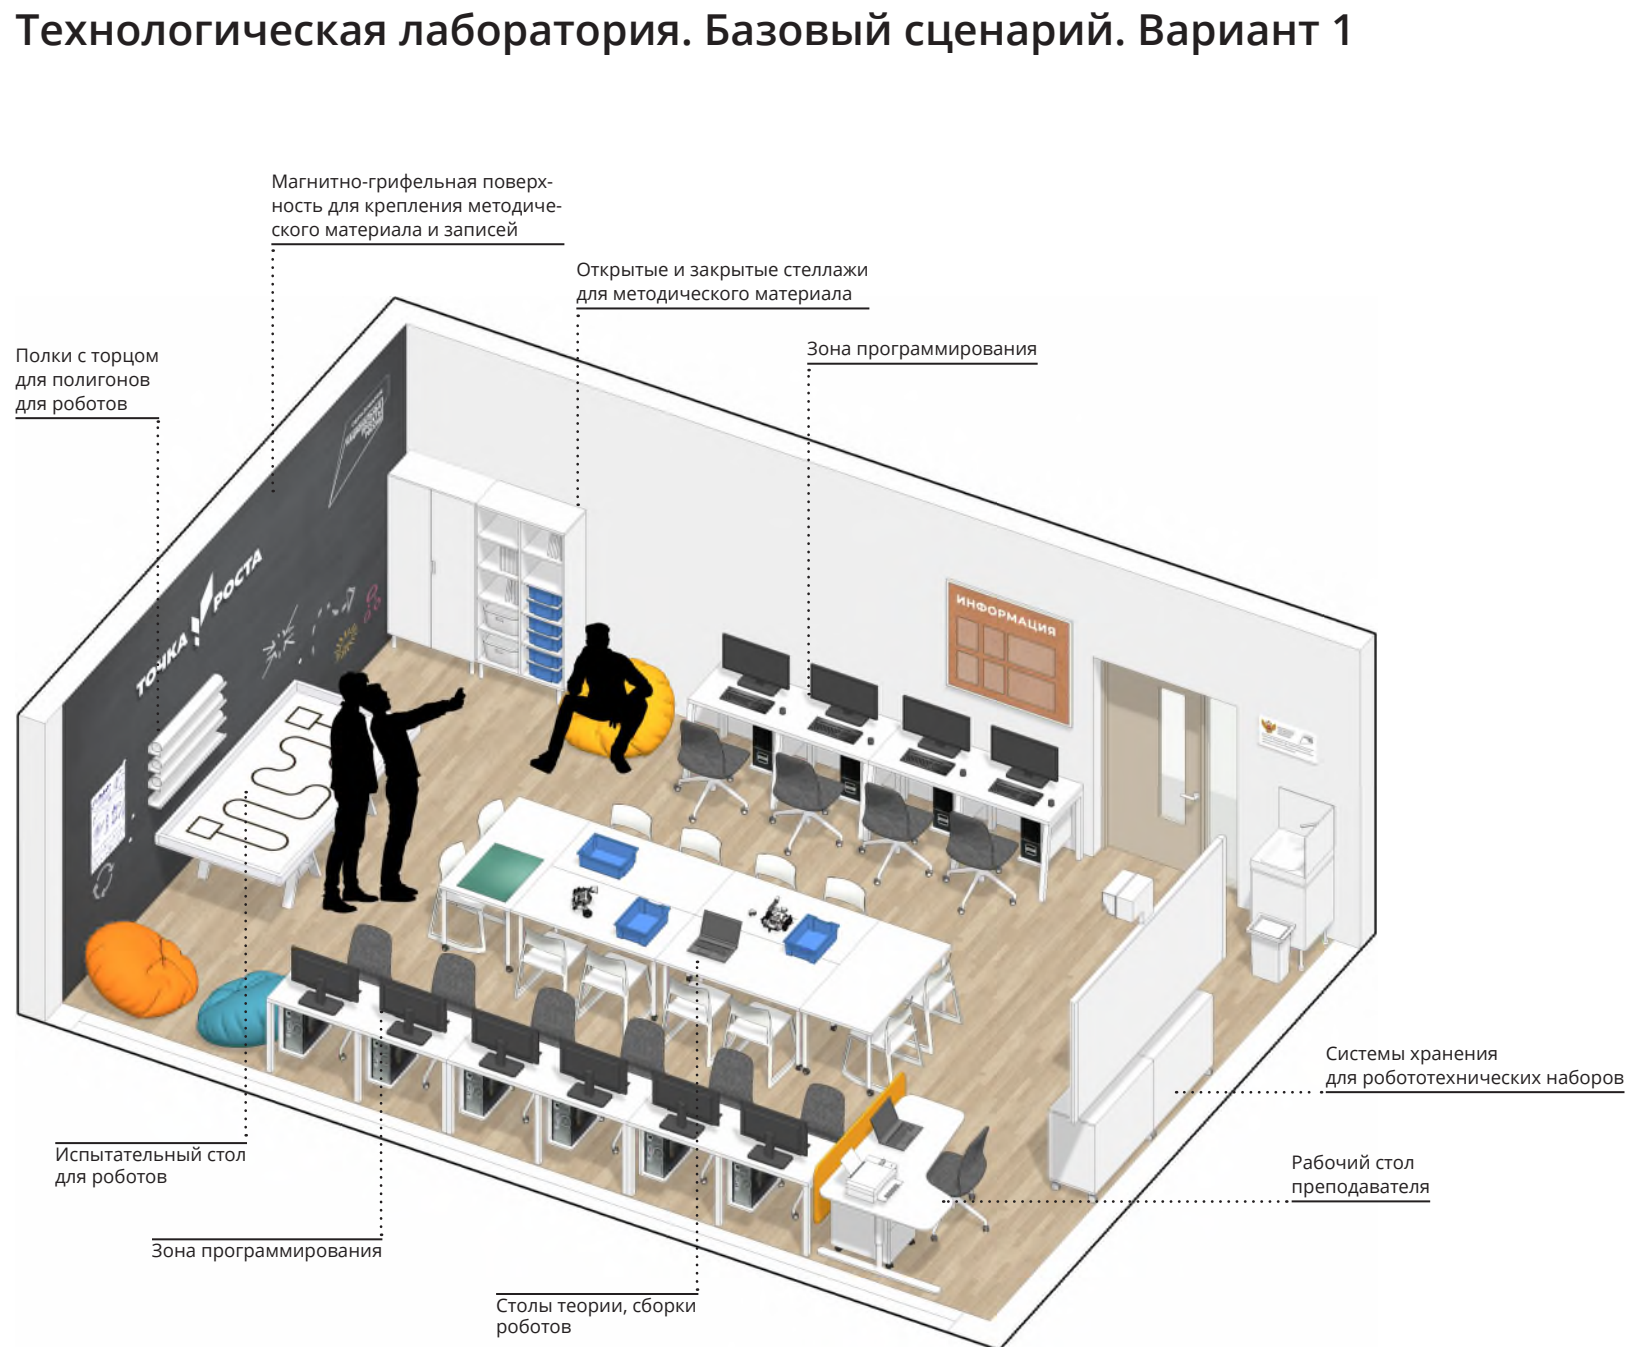 Технологическая лаборатория. Базовый сценарий. Вариант 1
Магнитно-грифельная поверх-
ность для крепления методиче-
ского материала и записей
Открытые и закрытые стеллажи
для методического материала
Зона программирования
Полки с торцом
для полигонов
для роботов
ТОЧКА РОСТА
ИНФОРМАЦИЯ
Системы хранения
для робототехнических наборов
Испытательный стол
для роботов
Рабочий стол
преподавателя
Зона программирования
Столы теории, сборки
роботов